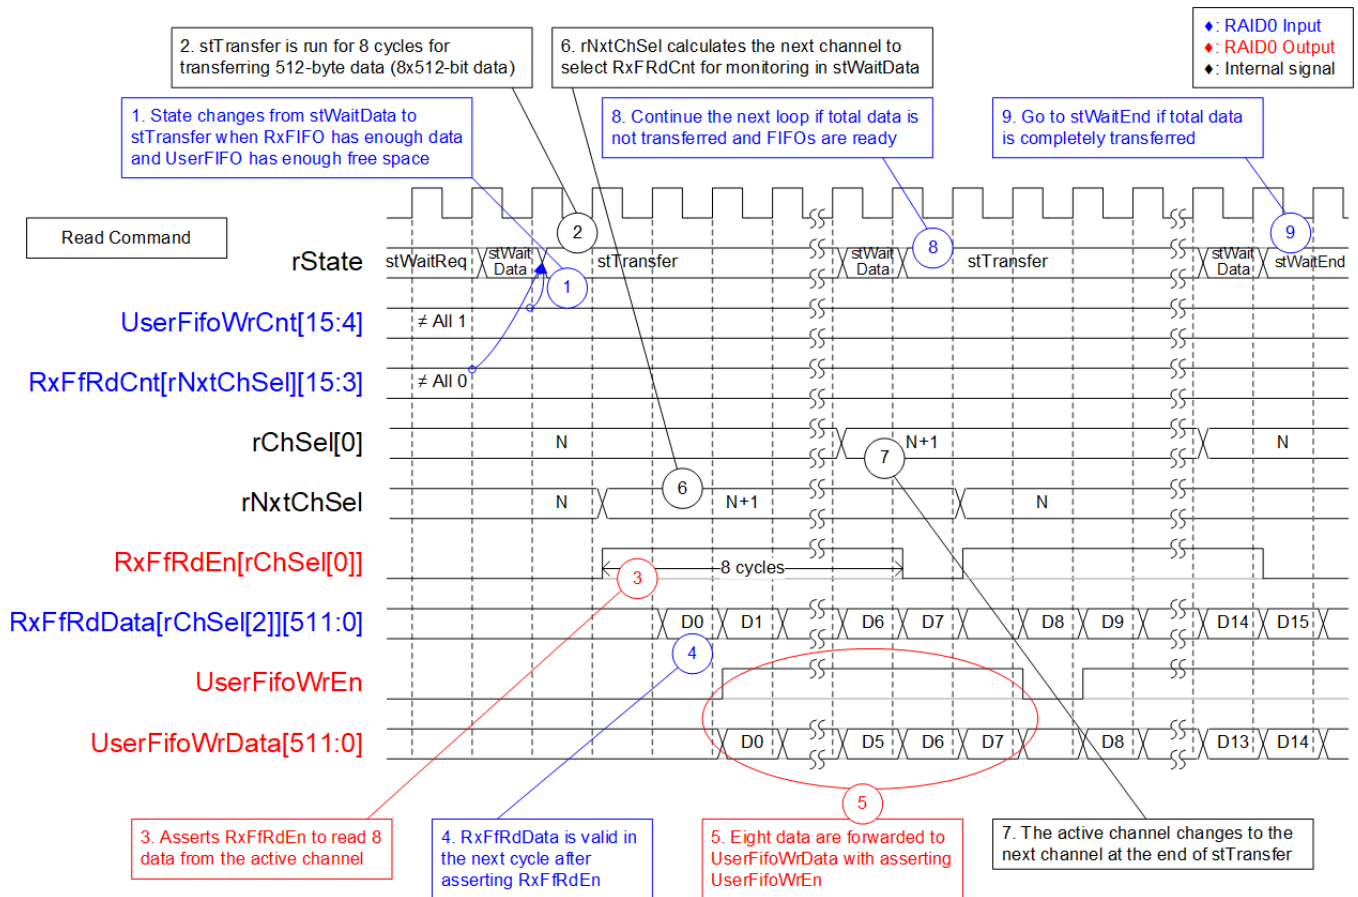 ♦: RAID0 Input
♦: RAID0 Output
♦: Internal signal
2. stTransfer is run for 8 cycles for
transferring 512-byte data (8x512-bit data)
6. rNxtChSel calculates the next channel to
select RxFRdCnt for monitoring in stWaitData
1. State changes from stWaitData to
stTransfer when RxFIFO has enough data
and UserFIFO has enough free space
8. Continue the next loop if total data is
not transferred and FIFOs are ready
9. Go to stWaitEnd if total data
is completely transferred
Read Command
2
8
9
rState
stWaitReq
stWait
Data
stTransfer
stWait
Data
stTransfer
stWait
Data
stWaitEnd
1
UserFifoWrCnt[15:4]
≠ All 1
RxFfRdCnt[rNxtChSel][15:3]
≠ All 0
rChSel[0]
N
N+1
N
7
rNxtChSel
N
6
N+1
N
RxFfRdEn[rChSel[0]]
3
8 cycles
RxFfRdData[rChSel[2]][511:0]
D0
D1
D6
D7
D8
D9
D14
D15
4
UserFifoWrEn
UserFifoWrData[511:0]
D0
D5
D6
D7
D8
D13
D14
5
3. Asserts RxFfRdEn to read 8
data from the active channel
4. RxFfRdData is valid in
the next cycle after
asserting RxFfRdEn
5. Eight data are forwarded to
UserFifoWrData with asserting
UserFifoWrEn
7. The active channel changes to the
next channel at the end of stTransfer